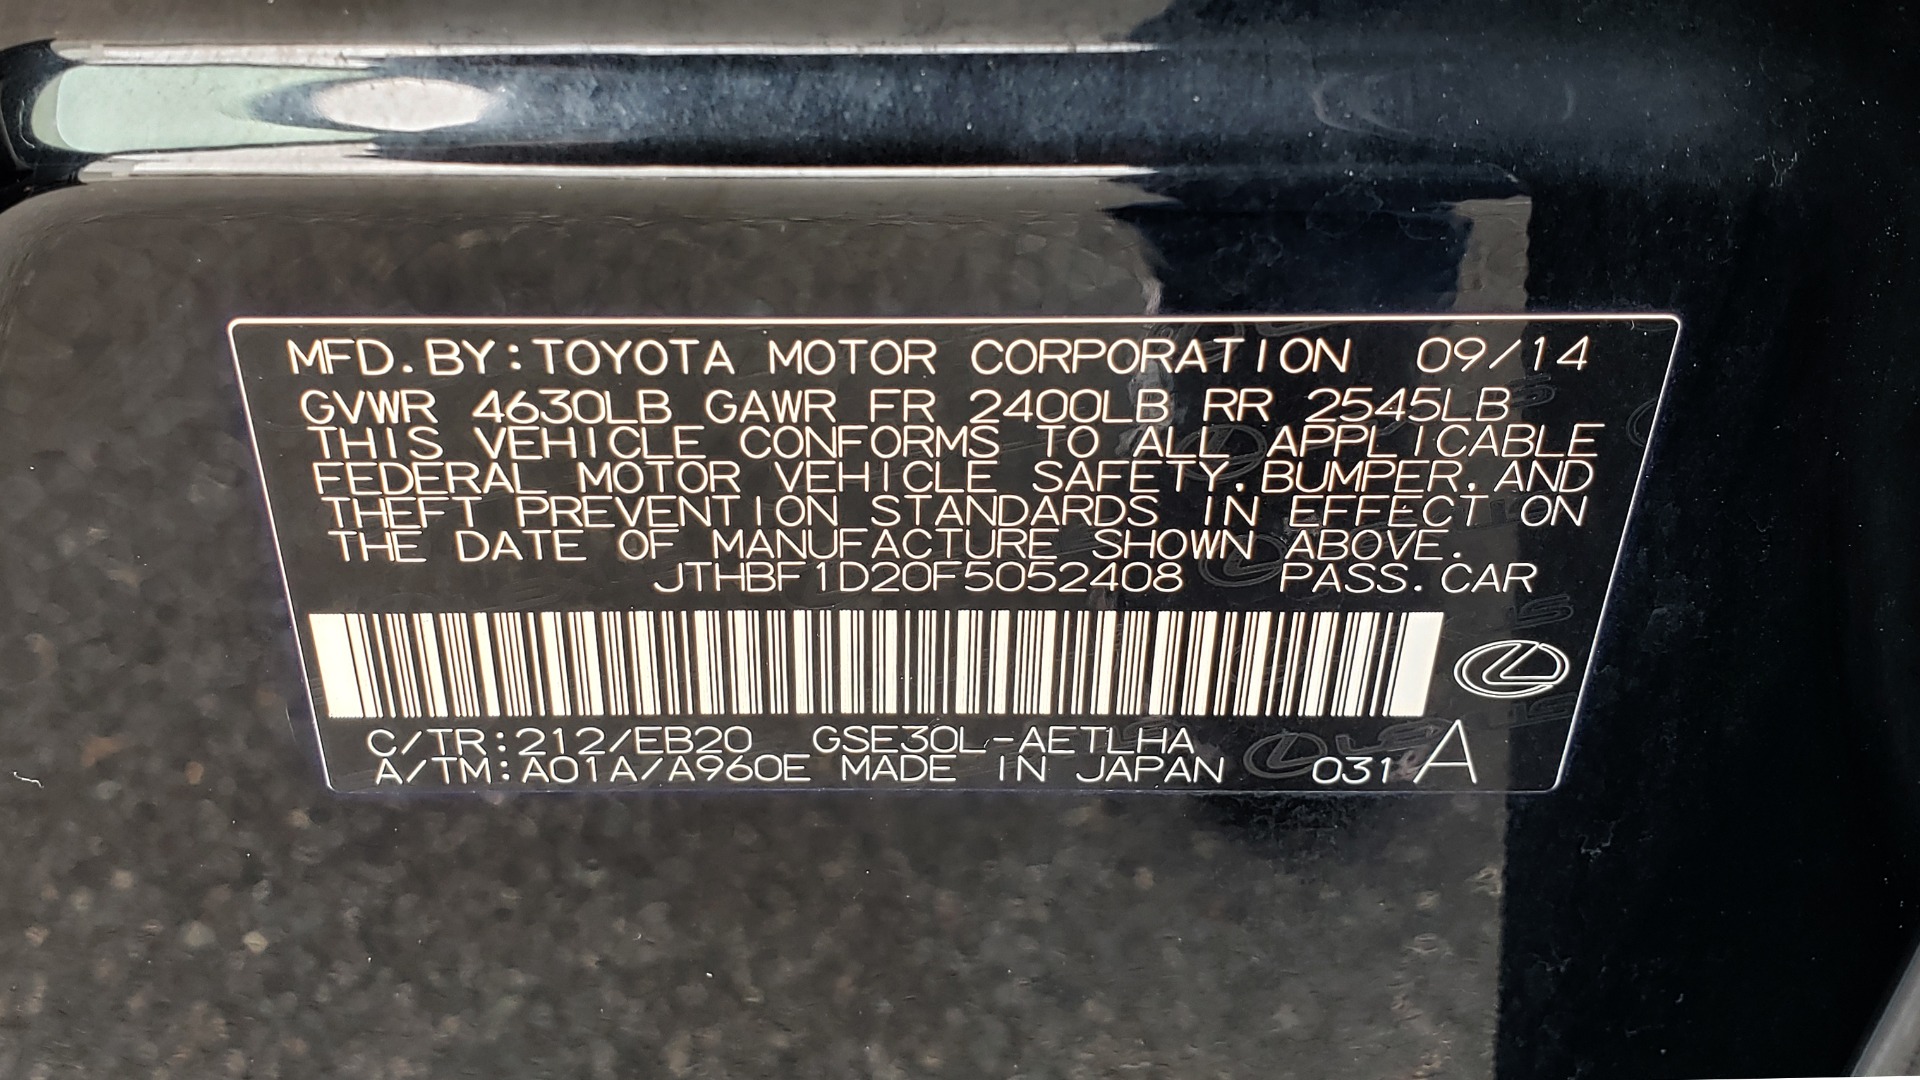 MFD.BY:TOYOTA MOTOR CORPORATION 09/14
GVWR 4630LB GAWR FR 2400LB RR 2545LB
THIS VEHICLE CONFORMS TO ALL APPLICABLE
FEDERAL MOTOR VEHICLE SAFETY.BUMPER.AND
THEFT PREVENTION STANDARDS IN EFFECT ON
THE DATE OF MANUFACTURE SHOWN ABOVE.
JTHBF1D20F5052408 PASS.CAR
C/TR:212/EB20 GSE30L-AETLHA
A/TM:A01A/A960E MADE IN JAPAN 031 A